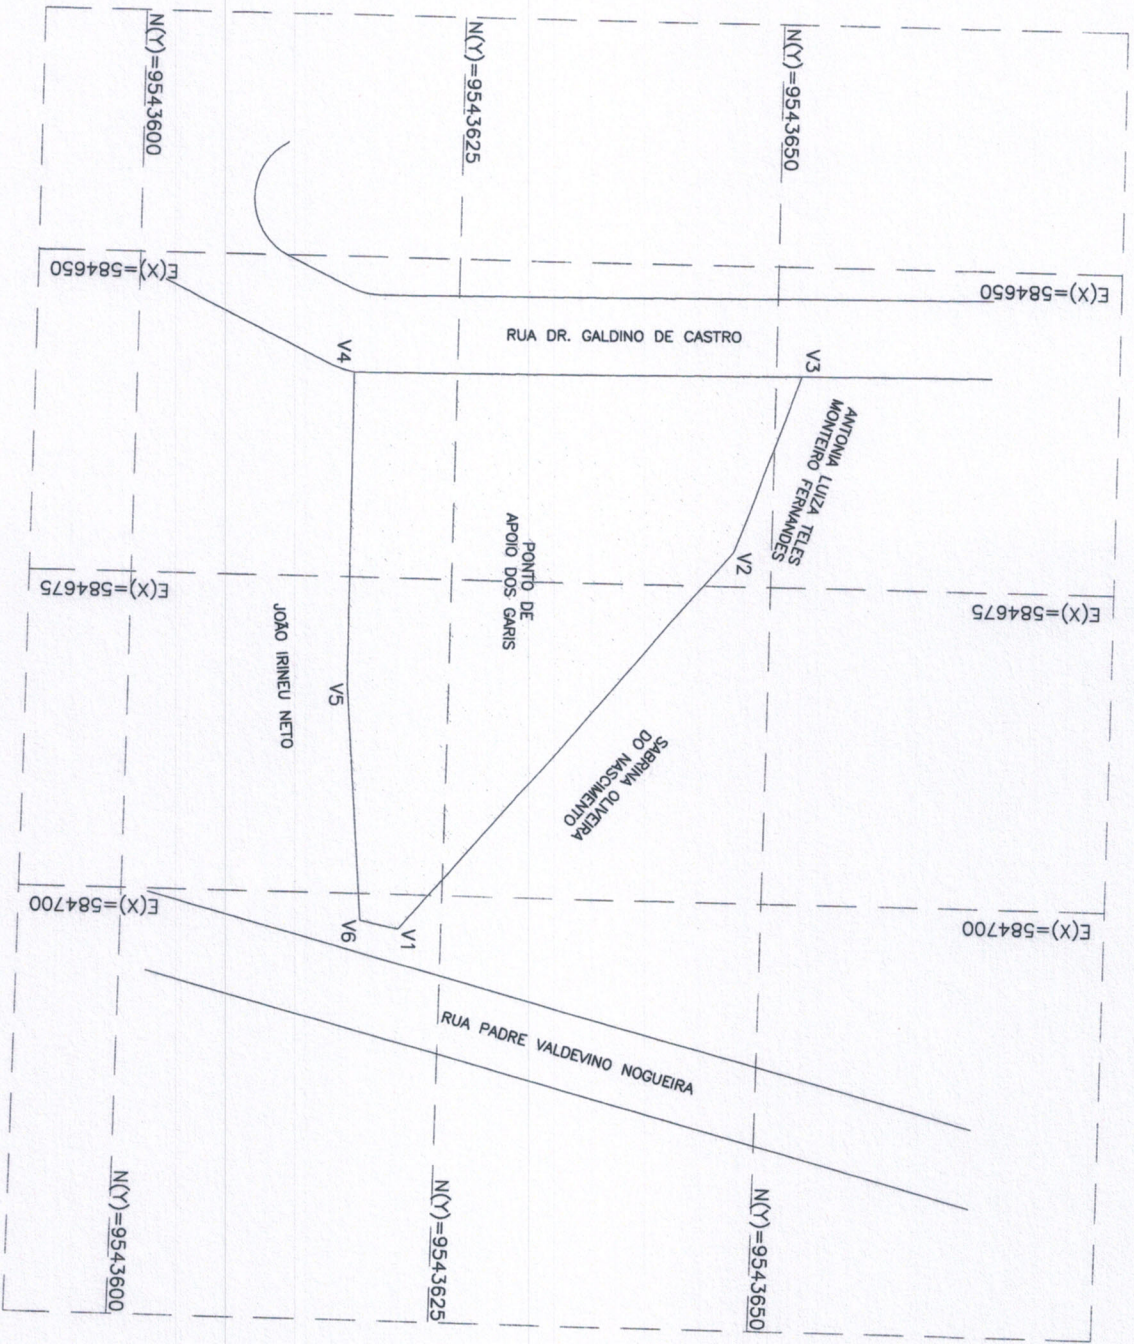 N(Y)=9543600
N(Y)=9543625
N(Y)=9543650
E(X)=584650
E(X)=584650
RUA DR. GALDINO DE CASTRO
V4
V3
ANTONIA LUIZA TELES
MONTEIRO FERNANDES
V2
PONTO DE
APOIO DOS GARIS
E(X)=584675
E(X)=584675
JOÃO IRINEU NETO
V5
SABRINA OLIVEIRA
DO NASCIMENTO
E(X)=584700
E(X)=584700
V6
V1
RUA PADRE VALDEVINO NOGUEIRA
N(Y)=9543600
N(Y)=9543625
N(Y)=9543650